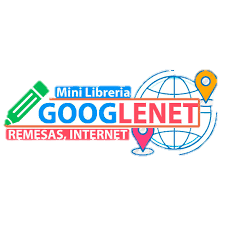 Mini Libreria
GOOGLENET
REMESAS, INTERNET